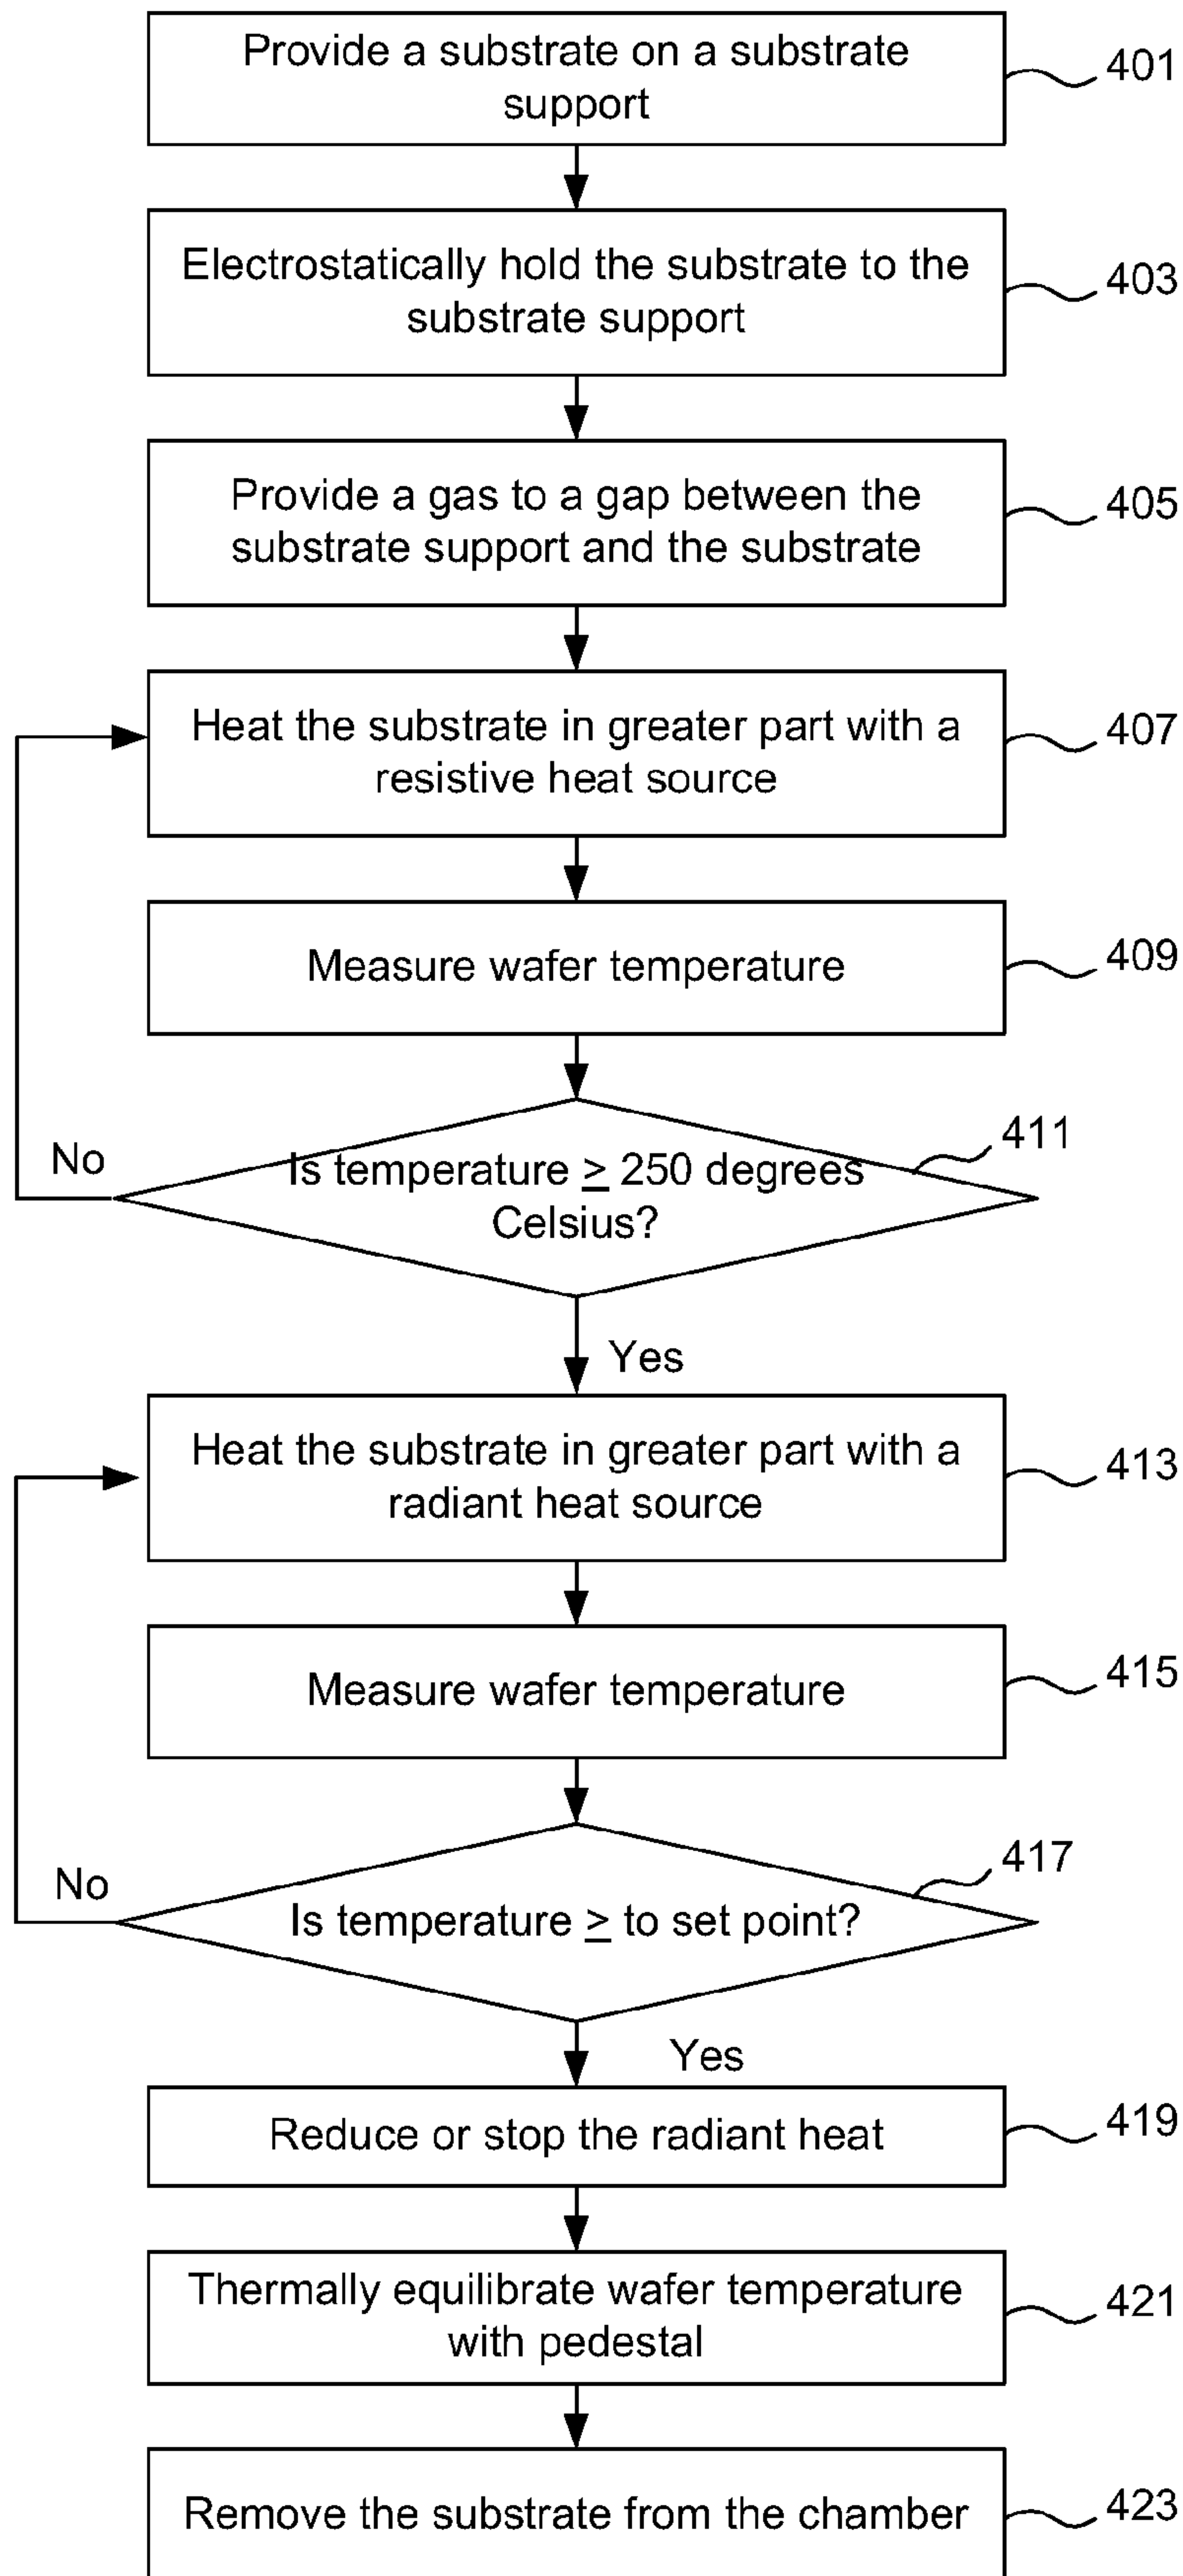 Provide a substrate on a substrate
support
401
Electrostatically hold the substrate to the
substrate support
403
Provide a gas to a gap between the
substrate support and the substrate
405
Heat the substrate in greater part with a
resistive heat source
407
Measure wafer temperature
409
411
No
Is temperature ≥ 250 degrees
Celsius?
Yes
Heat the substrate in greater part with a
radiant heat source
413
Measure wafer temperature
415
417
No
Is temperature ≥ to set point?
Yes
Reduce or stop the radiant heat
419
Thermally equilibrate wafer temperature
with pedestal
421
Remove the substrate from the chamber
423